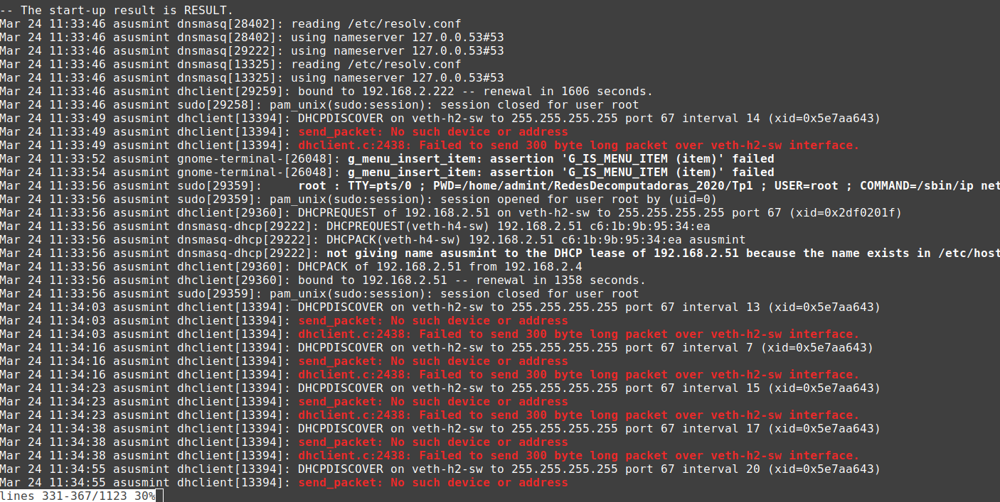 -- The start-up result is RESULT.
Mar 24 11:33:46 asusmint dnsmasq[28402]: reading /etc/resolv.conf
Mar 24 11:33:46 asusmint dnsmasq[28402]: using nameserver 127.0.0.53#53
Mar 24 11:33:46 asusmint dnsmasq[29222]: using nameserver 127.0.0.53#53
Mar 24 11:33:46 asusmint dnsmasq[13325]: reading /etc/resolv.conf
Mar 24 11:33:46 asusmint dnsmasq[13325]: using nameserver 127.0.0.53#53
Mar 24 11:33:46 asusmint dhclient[29259]: bound to 192.168.2.222 -- renewal in 1606 seconds.
Mar 24 11:33:46 asusmint sudo[29258]: pam_unix(sudo:session): session closed for user root
Mar 24 11:33:49 asusmint dhclient[13394]: DHCPDISCOVER on veth-h2-sw to 255.255.255.255 port 67 interval 14 (xid=0x5e7aa643)
Mar 24 11:33:49 asusmint dhclient[13394]: send_packet: No such device or address
Mar 24 11:33:49 asusmint dhclient[13394]: dhclient.c:2438: Failed to send 300 byte long packet over veth-h2-sw interface.
Mar 24 11:33:52 asusmint gnome-terminal-[26048]: g_menu_insert_item: assertion 'G_IS_MENU_ITEM (item)' failed
Mar 24 11:33:54 asusmint gnome-terminal-[26048]: g_menu_insert_item: assertion 'G_IS_MENU_ITEM (item)' failed
Mar 24 11:33:56 asusmint sudo[29359]:     root : TTY=pts/0 ; PWD=/home/admint/RedesDecomputadoras_2020/Tp1 ; USER=root ; COMMAND=/sbin/ip net
Mar 24 11:33:56 asusmint sudo[29359]: pam_unix(sudo:session): session opened for user root by (uid=0)
Mar 24 11:33:56 asusmint dhclient[29360]: DHCPREQUEST of 192.168.2.51 on veth-h2-sw to 255.255.255.255 port 67 (xid=0x2df0201f)
Mar 24 11:33:56 asusmint dnsmasq-dhcp[29222]: DHCPREQUEST(veth-h4-sw) 192.168.2.51 c6:1b:9b:95:34:ea
Mar 24 11:33:56 asusmint dnsmasq-dhcp[29222]: DHCPACK(veth-h4-sw) 192.168.2.51 c6:1b:9b:95:34:ea asusmint
Mar 24 11:33:56 asusmint dnsmasq-dhcp[29222]: not giving name asusmint to the DHCP lease of 192.168.2.51 because the name exists in /etc/host
Mar 24 11:33:56 asusmint dhclient[29360]: DHCPACK of 192.168.2.51 from 192.168.2.4
Mar 24 11:33:56 asusmint dhclient[29360]: bound to 192.168.2.51 -- renewal in 1358 seconds.
Mar 24 11:33:56 asusmint sudo[29359]: pam_unix(sudo:session): session closed for user root
Mar 24 11:34:03 asusmint dhclient[13394]: DHCPDISCOVER on veth-h2-sw to 255.255.255.255 port 67 interval 13 (xid=0x5e7aa643)
Mar 24 11:34:03 asusmint dhclient[13394]: send_packet: No such device or address
Mar 24 11:34:03 asusmint dhclient[13394]: dhclient.c:2438: Failed to send 300 byte long packet over veth-h2-sw interface.
Mar 24 11:34:16 asusmint dhclient[13394]: DHCPDISCOVER on veth-h2-sw to 255.255.255.255 port 67 interval 7 (xid=0x5e7aa643)
Mar 24 11:34:16 asusmint dhclient[13394]: send_packet: No such device or address
Mar 24 11:34:16 asusmint dhclient[13394]: dhclient.c:2438: Failed to send 300 byte long packet over veth-h2-sw interface.
Mar 24 11:34:23 asusmint dhclient[13394]: DHCPDISCOVER on veth-h2-sw to 255.255.255.255 port 67 interval 15 (xid=0x5e7aa643)
Mar 24 11:34:23 asusmint dhclient[13394]: send_packet: No such device or address
Mar 24 11:34:23 asusmint dhclient[13394]: dhclient.c:2438: Failed to send 300 byte long packet over veth-h2-sw interface.
Mar 24 11:34:38 asusmint dhclient[13394]: DHCPDISCOVER on veth-h2-sw to 255.255.255.255 port 67 interval 17 (xid=0x5e7aa643)
Mar 24 11:34:38 asusmint dhclient[13394]: send_packet: No such device or address
Mar 24 11:34:38 asusmint dhclient[13394]: dhclient.c:2438: Failed to send 300 byte long packet over veth-h2-sw interface.
Mar 24 11:34:55 asusmint dhclient[13394]: DHCPDISCOVER on veth-h2-sw to 255.255.255.255 port 67 interval 20 (xid=0x5e7aa643)
Mar 24 11:34:55 asusmint dhclient[13394]: send_packet: No such device or address
lines 331-367/1123 30%